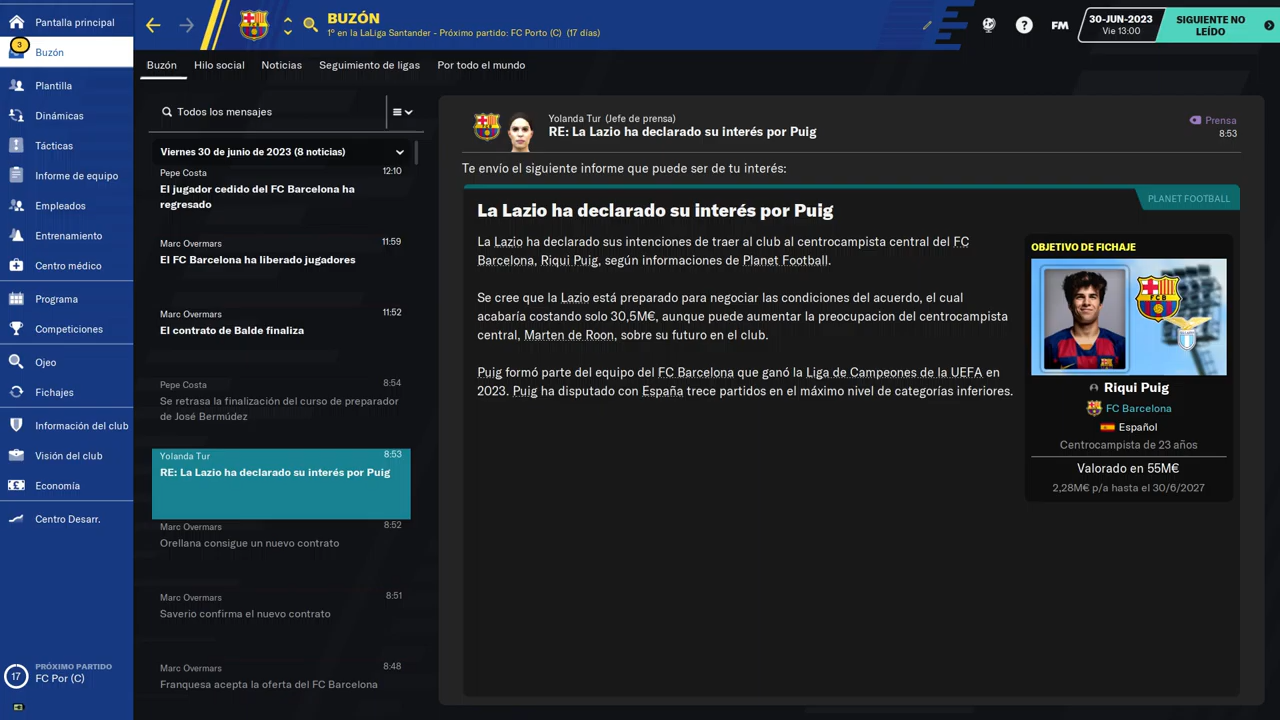 Pantalla principal
3
Buzón
Plantilla
Dinámicas
Tácticas
Informe de equipo
Empleados
Entrenamiento
Centro médico
Programa
Competiciones
Ojeo
Fichajes
Información del club
Visión del club
Economía
Centro Desarr.
17
PRÓXIMO PARTIDO
FC Por (C)
BUZÓN
1º en la LaLiga Santander - Próximo partido: FC Porto (C) (17 días)
?
FM
30-JUN-2023
Vie 13:00
SIGUIENTE NO
LEÍDO
Buzón
Hilo social
Noticias
Seguimiento de ligas
Por todo el mundo
Todos los mensajes
Viernes 30 de junio de 2023 (8 noticias)
Pepe Costa 12:10
El jugador cedido del FC Barcelona ha
regresado
Marc Overmars 11:59
El FC Barcelona ha liberado jugadores
Marc Overmars 11:52
El contrato de Balde finaliza
Pepe Costa 8:54
Se retrasa la finalización del curso de preparador
de José Bermúdez
Yolanda Tur 8:53
RE: La Lazio ha declarado su interés por Puig
Marc Overmars 8:52
Orellana consigue un nuevo contrato
Marc Overmars 8:51
Saverio confirma el nuevo contrato
Marc Overmars 8:48
Franquesa acepta la oferta del FC Barcelona
Yolanda Tur (Jefe de prensa)
RE: La Lazio ha declarado su interés por Puig
Prensa
8:53
Te envío el siguiente informe que puede ser de tu interés:
PLANET FOOTBALL
La Lazio ha declarado su interés por Puig
La Lazio ha declarado sus intenciones de traer al club al centrocampista central del FC
Barcelona, Riqui Puig, según informaciones de Planet Football.
Se cree que la Lazio está preparado para negociar las condiciones del acuerdo, el cual
acabaría costando solo 30,5M€, aunque puede aumentar la preocupacion del centrocampista
central, Marten de Roon, sobre su futuro en el club.
Puig formó parte del equipo del FC Barcelona que ganó la Liga de Campeones de la UEFA en
2023. Puig ha disputado con España trece partidos en el máximo nivel de categorías inferiores.
OBJETIVO DE FICHAJE
Riqui Puig
FC Barcelona
Español
Centrocampista de 23 años
Valorado en 55M€
2,28M€ p/a hasta el 30/6/2027